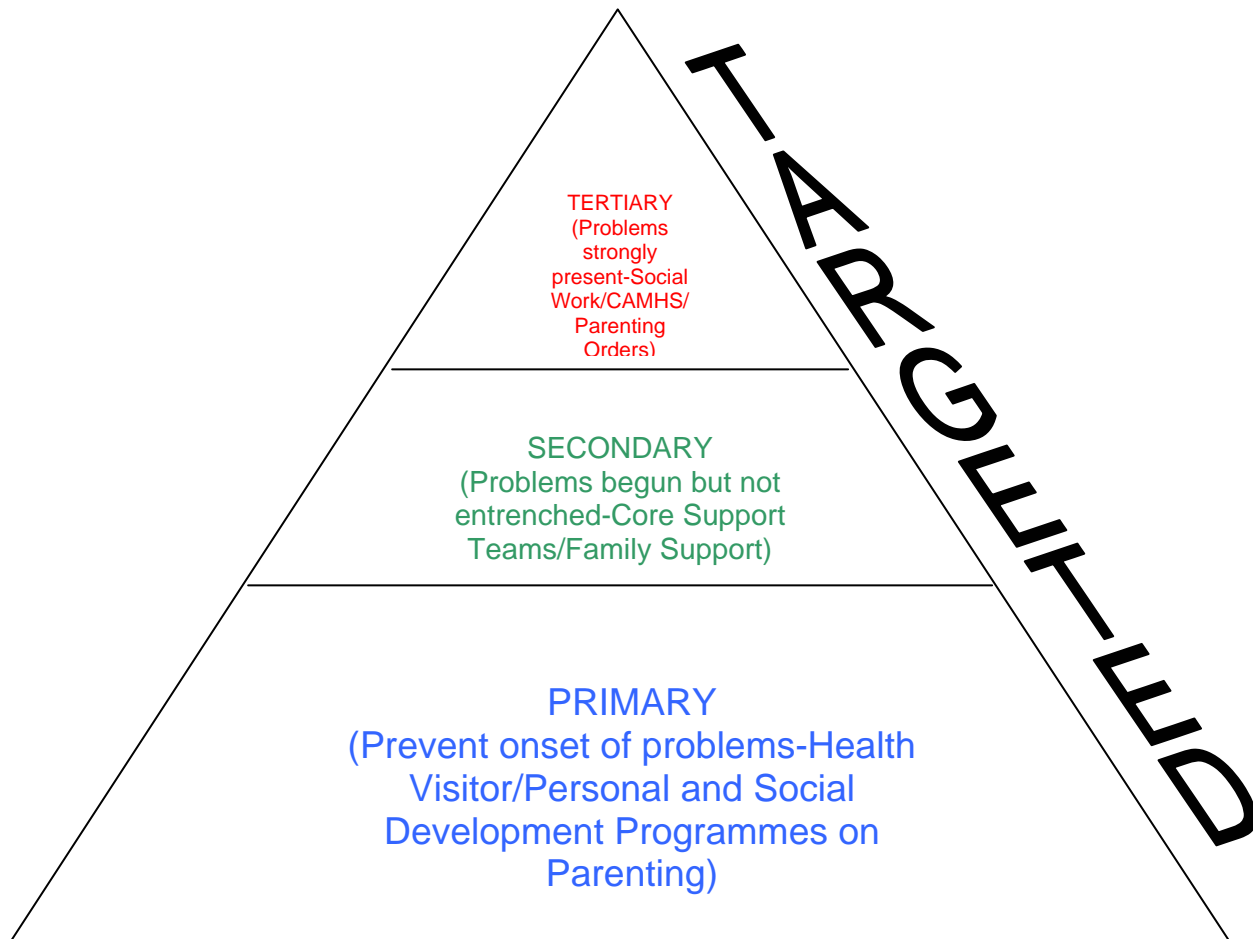 TERTIARY
(Problems
strongly
present-Social
Work/CAMHS/
Parenting
Orders)
SECONDARY
(Problems begun but not
entrenched-Core Support
Teams/Family Support)
PRIMARY
(Prevent onset of problems-Health
Visitor/Personal and Social
Development Programmes on
Parenting)
TARGETED